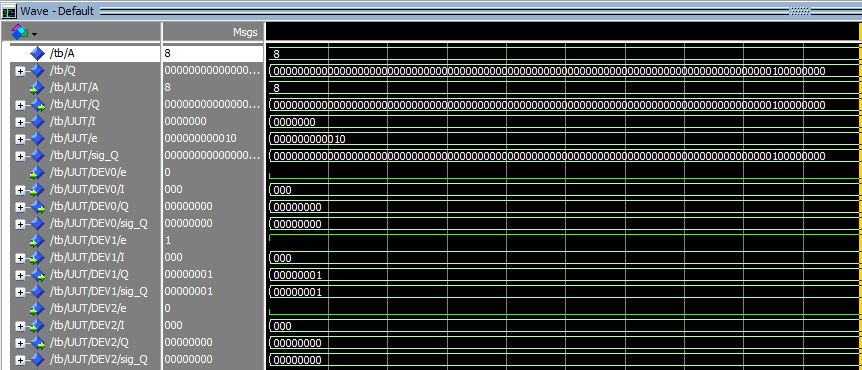 Wave - Default
Msgs
/tb/A 8 8
/tb/Q 00000000000000... 00000000000000000000000000000000000000000000000000000000000000000000000000000000000100000000
/tb/UUT/A 8 8
/tb/UUT/Q 00000000000000... 00000000000000000000000000000000000000000000000000000000000000000000000000000000000100000000
/tb/UUT/I 0000000 0000000
/tb/UUT/e 000000000010 000000000010
/tb/UUT/sig_Q 00000000000000... 00000000000000000000000000000000000000000000000000000000000000000000000000000000000100000000
/tb/UUT/DEV0/e 0
/tb/UUT/DEV0/I 000 000
/tb/UUT/DEV0/Q 00000000 00000000
/tb/UUT/DEV0/sig_Q 00000000 00000000
/tb/UUT/DEV1/e 1
/tb/UUT/DEV1/I 000 000
/tb/UUT/DEV1/Q 00000001 00000001
/tb/UUT/DEV1/sig_Q 00000001 00000001
/tb/UUT/DEV2/e 0
/tb/UUT/DEV2/I 000 000
/tb/UUT/DEV2/Q 00000000 00000000
/tb/UUT/DEV2/sig_Q 00000000 00000000